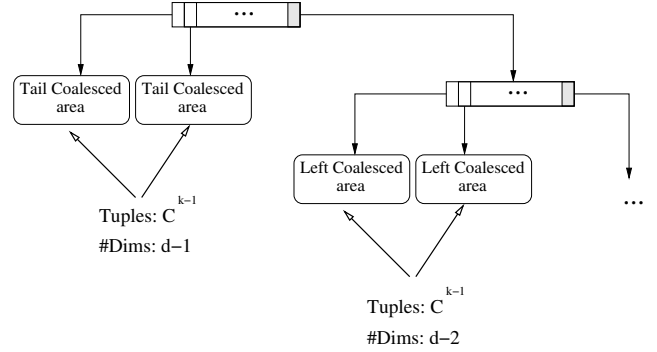 ...
Tail Coalesced
area
Tail Coalesced
area
...
Left Coalesced
area
Left Coalesced
area
...
Tuples: C^k−1
#Dims: d−1
Tuples: C^k−1
#Dims: d−2